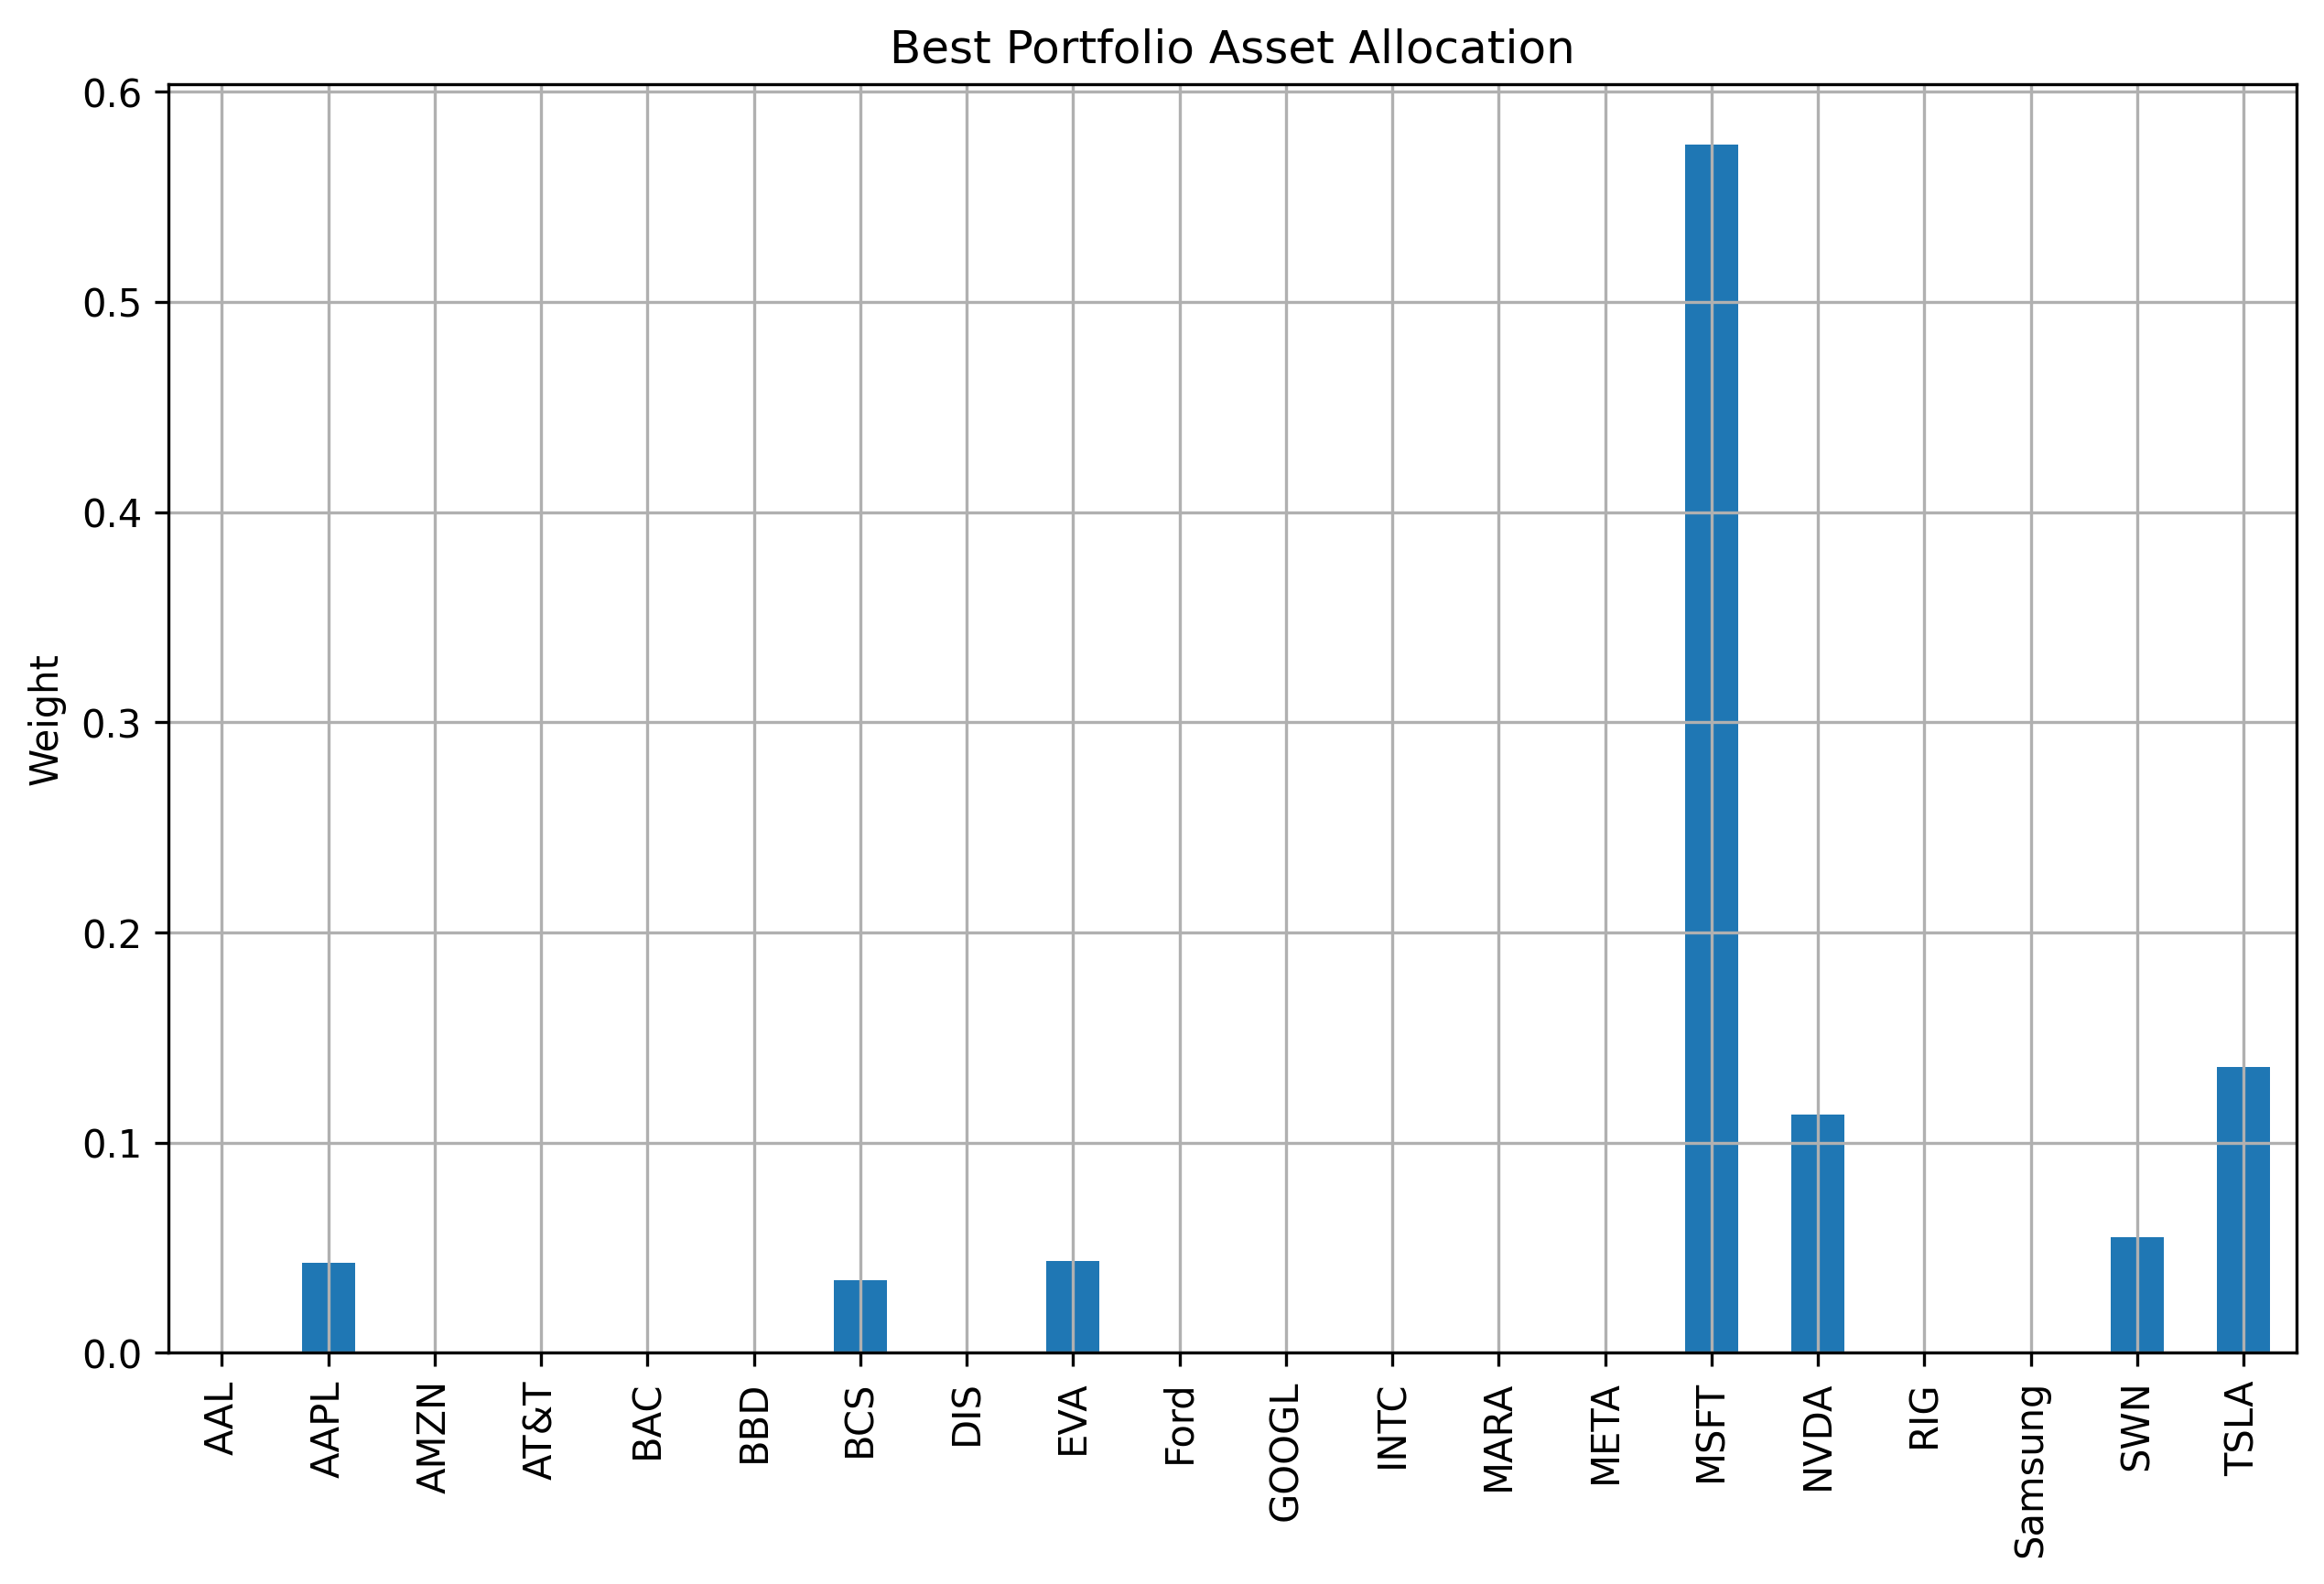 Best Portfolio Asset Allocation
0.6
0.5
0.4
0.3
0.2
0.1
0.0
Weight
AAL
AAPL
AMZN
AT&T
BAC
BBD
BCS
DIS
EVA
Ford
GOOGL
INTC
MARA
META
MSFT
NVDA
RIG
Samsung
SWN
TSLA